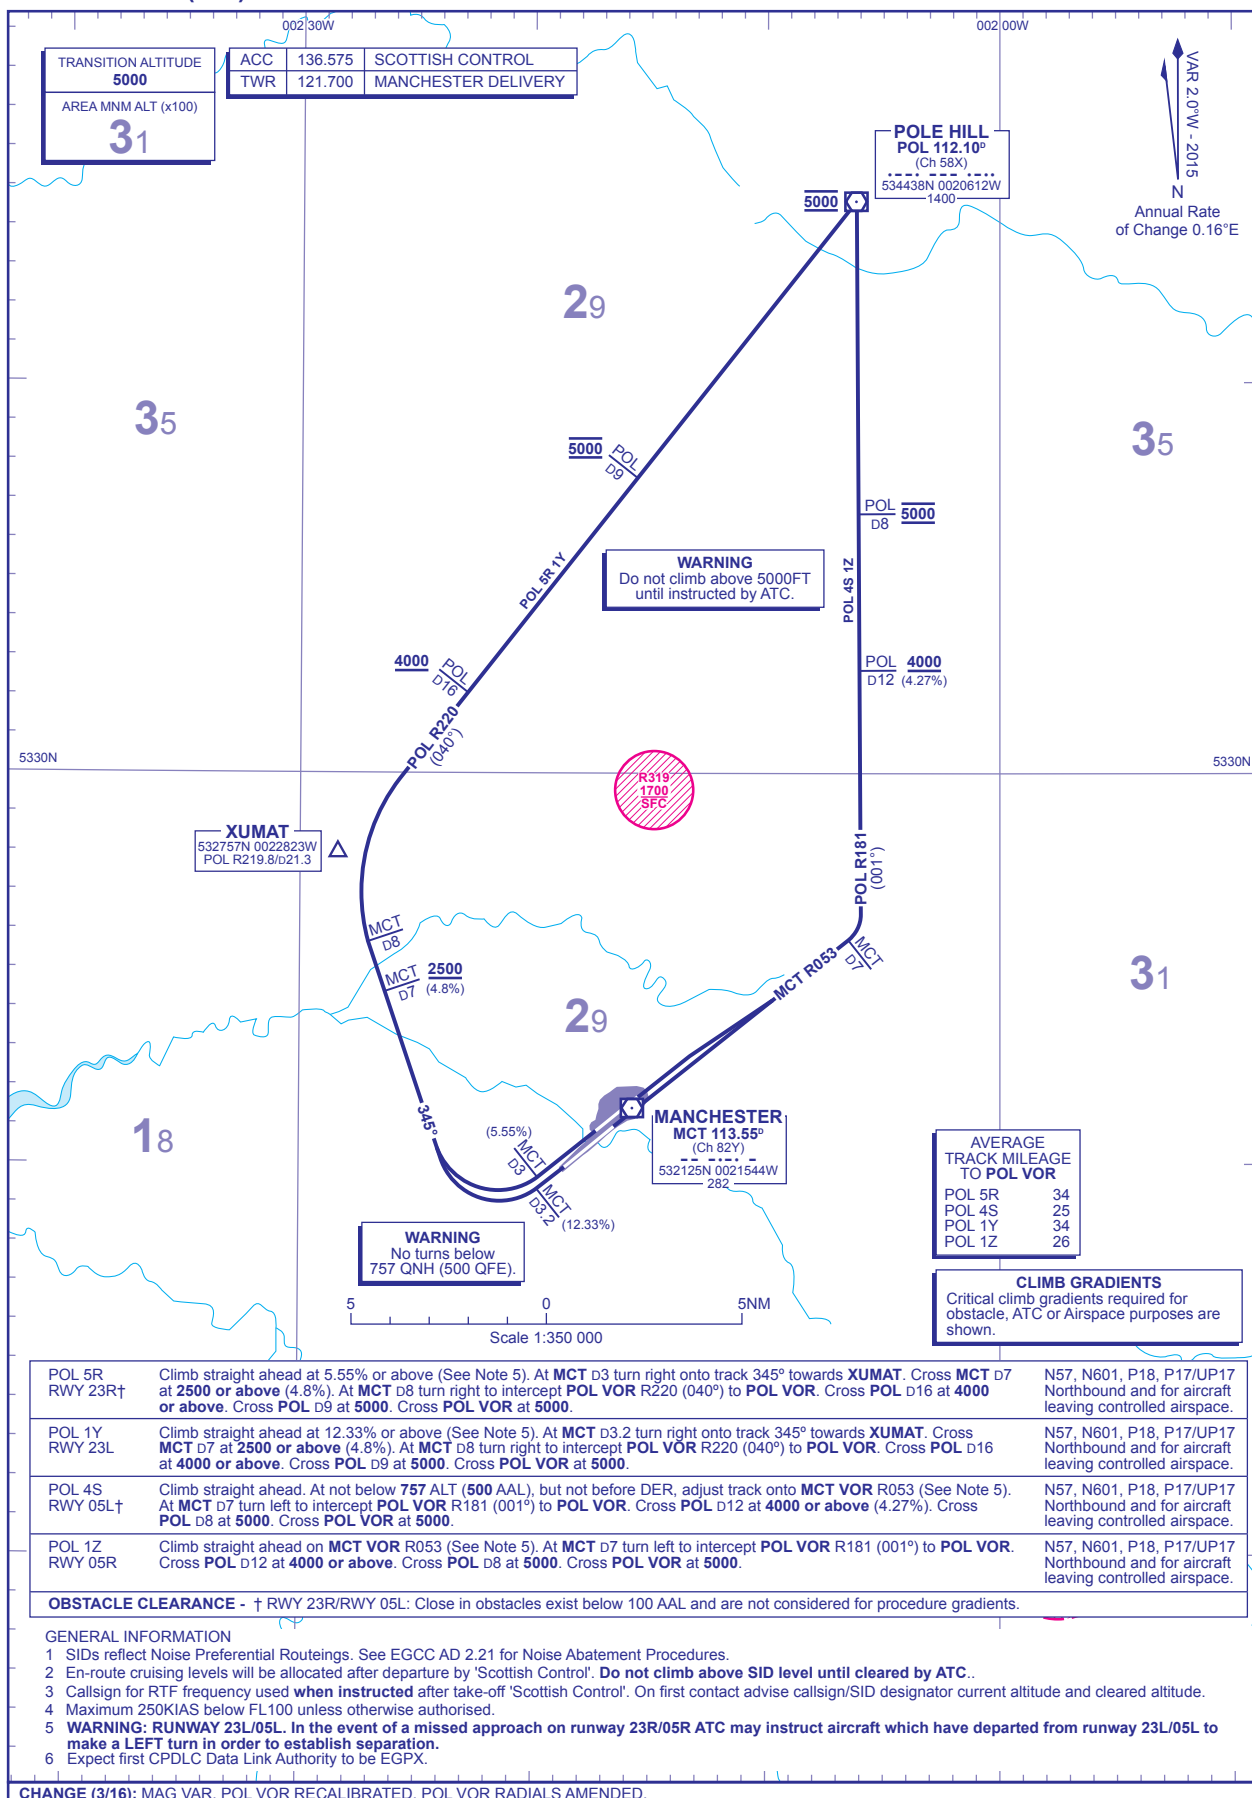 002 30W
002 00W
TRANSITION ALTITUDE
5000
AREA MNM ALT (x100)
31
ACC 136.575 SCOTTISH CONTROL
TWR 121.700 MANCHESTER DELIVERY
VAR 2.0°W - 2015
N
Annual Rate
of Change 0.16°E
POLE HILL
POL 112.10D
(Ch 58X)
534438N 0020612W
1400
5000
29
35
35
5000
POL
D9
POL
D8
5000
POL 5R 1Y
WARNING
Do not climb above 5000FT
until instructed by ATC.
POL 4S 1Z
4000
POL
D16
POL
D12
4000
(4.27%)
POL R220
(040°)
5330N
5330N
R319
1700
SFC
XUMAT
532757N 0022823W
POL R219.8/D21.3
POL R181
(001°)
MCT
D8
MCT
D7
2500
(4.8%)
MCT R053
MCT
D7
29
31
18
345°
(5.55%)
MCT
D3
MCT
D3.2
(12.33%)
MANCHESTER
MCT 113.55D
(Ch 82Y)
532125N 0021544W
282
AVERAGE
TRACK MILEAGE
TO POL VOR
POL 5R 34
POL 4S 25
POL 1Y 34
POL 1Z 26
WARNING
No turns below
757 QNH (500 QFE).
5 0 5NM
Scale 1:350 000
CLIMB GRADIENTS
Critical climb gradients required for
obstacle, ATC or Airspace purposes are
shown.
POL 5R Climb straight ahead at 5.55% or above (See Note 5). At MCT D3 turn right onto track 345° towards XUMAT. Cross MCT D7 N57, N601, P18, P17/UP17
RWY 23R† at 2500 or above (4.8%). At MCT D8 turn right to intercept POL VOR R220 (040°) to POL VOR. Cross POL D16 at 4000 Northbound and for aircraft
or above. Cross POL D9 at 5000. Cross POL VOR at 5000. leaving controlled airspace.
POL 1Y Climb straight ahead at 12.33% or above (See Note 5). At MCT D3.2 turn right onto track 345° towards XUMAT. Cross N57, N601, P18, P17/UP17
RWY 23L MCT D7 at 2500 or above (4.8%). At MCT D8 turn right to intercept POL VOR R220 (040°) to POL VOR. Cross POL D16 Northbound and for aircraft
at 4000 or above. Cross POL D9 at 5000. Cross POL VOR at 5000. leaving controlled airspace.
POL 4S Climb straight ahead. At not below 757 ALT (500 AAL), but not before DER, adjust track onto MCT VOR R053 (See Note 5). N57, N601, P18, P17/UP17
RWY 05L† At MCT D7 turn left to intercept POL VOR R181 (001°) to POL VOR. Cross POL D12 at 4000 or above (4.27%). Cross Northbound and for aircraft
POL D8 at 5000. Cross POL VOR at 5000. leaving controlled airspace.
POL 1Z Climb straight ahead on MCT VOR R053 (See Note 5). At MCT D7 turn left to intercept POL VOR R181 (001°) to POL VOR. N57, N601, P18, P17/UP17
RWY 05R Cross POL D12 at 4000 or above. Cross POL D8 at 5000. Cross POL VOR at 5000. Northbound and for aircraft
leaving controlled airspace.
OBSTACLE CLEARANCE - † RWY 23R/RWY 05L: Close in obstacles exist below 100 AAL and are not considered for procedure gradients.
GENERAL INFORMATION
1 SIDs reflect Noise Preferential Routeings. See EGCC AD 2.21 for Noise Abatement Procedures.
2 En-route cruising levels will be allocated after departure by 'Scottish Control'. Do not climb above SID level until cleared by ATC..
3 Callsign for RTF frequency used when instructed after take-off 'Scottish Control'. On first contact advise callsign/SID designator current altitude and cleared altitude.
4 Maximum 250KIAS below FL100 unless otherwise authorised.
5 WARNING: RUNWAY 23L/05L. In the event of a missed approach on runway 23R/05R ATC may instruct aircraft which have departed from runway 23L/05L to
make a LEFT turn in order to establish separation.
6 Expect first CPDLC Data Link Authority to be EGPX.
CHANGE (3/16): MAG VAR. POL VOR RECALIBRATED. POL VOR RADIALS AMENDED.